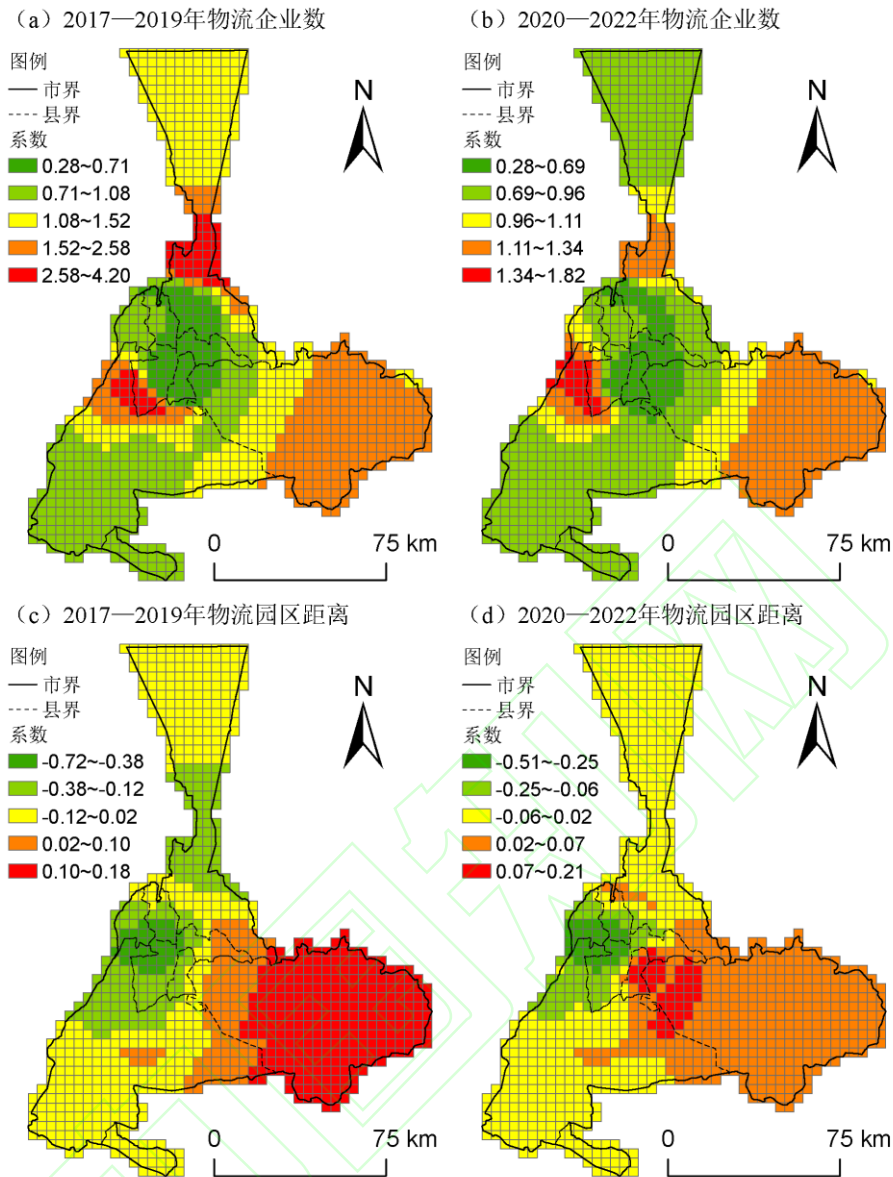 （a）2017—2019年物流企业数
图例
市界
县界
系数
0.28~0.71
0.71~1.08
1.08~1.52
1.52~2.58
2.58~4.20
N
0 75 km
（b）2020—2022年物流企业数
图例
市界
县界
系数
0.28~0.69
0.69~0.96
0.96~1.11
1.11~1.34
1.34~1.82
N
0 75 km
（c）2017—2019年物流园区距离
图例
市界
县界
系数
-0.72~-0.38
-0.38~-0.12
-0.12~0.02
0.02~0.10
0.10~0.18
N
0 75 km
（d）2020—2022年物流园区距离
图例
市界
县界
系数
-0.51~-0.25
-0.25~-0.06
-0.06~0.02
0.02~0.07
0.07~0.21
N
0 75 km